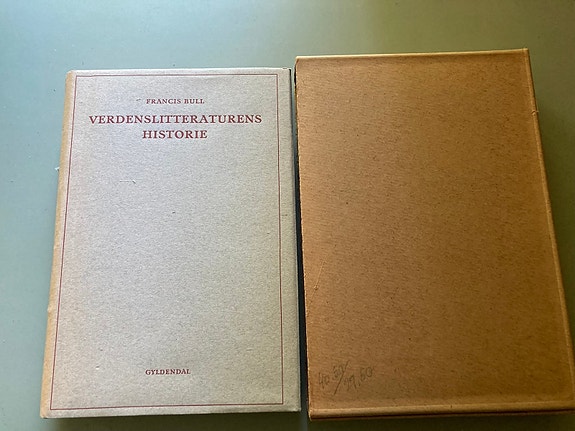 FRANCIS BULL
VERDENSLITTERATURENS
HISTORIE
GYLDENDAL